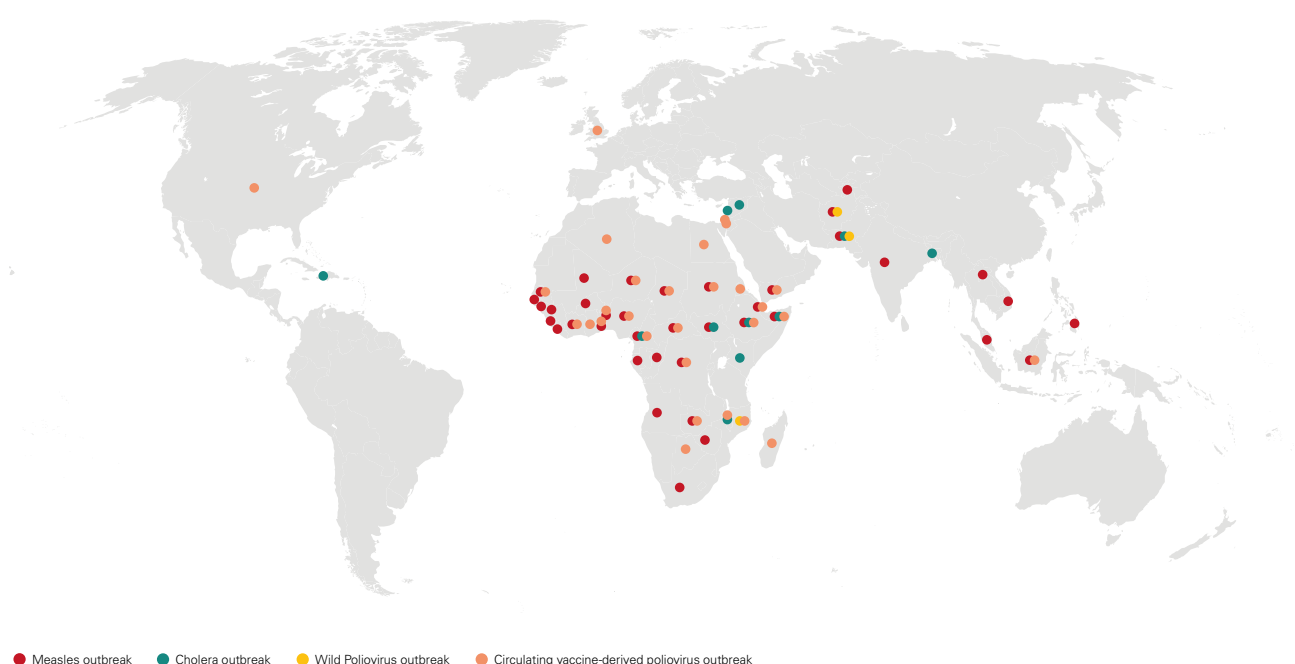 Measles outbreak
Cholera outbreak
Wild Poliovirus outbreak
Circulating vaccine-derived poliovirus outbreak